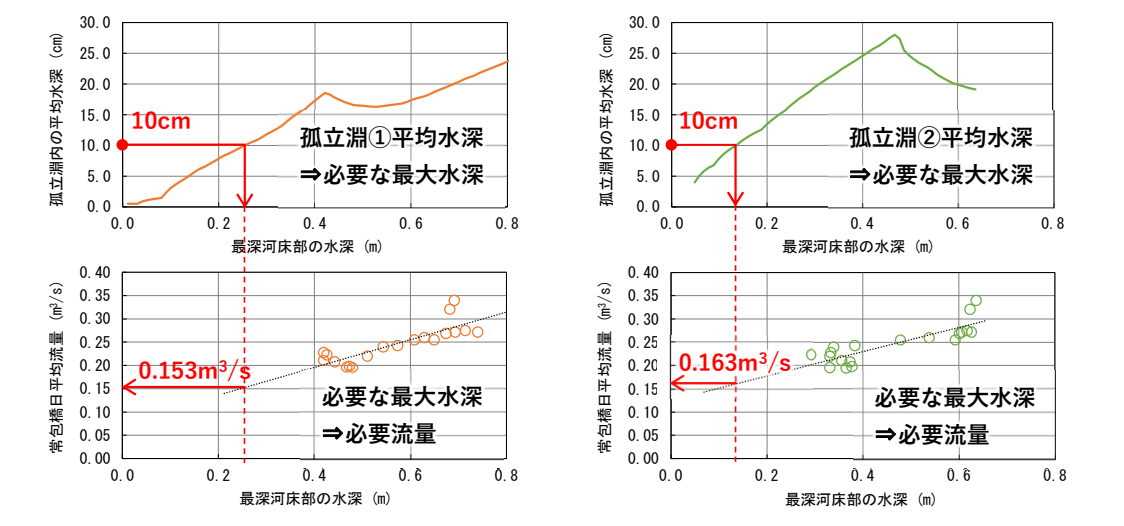 孤立淵内の平均水深 (cm)
30.0
25.0
20.0
15.0
10.0
5.0
0.0
10cm
孤立淵①平均水深
⇒必要な最大水深
0.0 0.2 0.4 0.6 0.8
最深河床部の水深 (m)
孤立淵内の平均水深 (cm)
30.0
25.0
20.0
15.0
10.0
5.0
0.0
10cm
孤立淵②平均水深
⇒必要な最大水深
0.0 0.2 0.4 0.6 0.8
最深河床部の水深 (m)
常包橋日平均流量 (m³/s)
0.40
0.35
0.30
0.25
0.20
0.15
0.10
0.05
0.00
0.153m³/s
必要な最大水深
⇒必要流量
0.0 0.2 0.4 0.6 0.8
最深河床部の水深 (m)
常包橋日平均流量 (m³/s)
0.40
0.35
0.30
0.25
0.20
0.15
0.10
0.05
0.00
0.163m³/s
必要な最大水深
⇒必要流量
0.0 0.2 0.4 0.6 0.8
最深河床部の水深 (m)